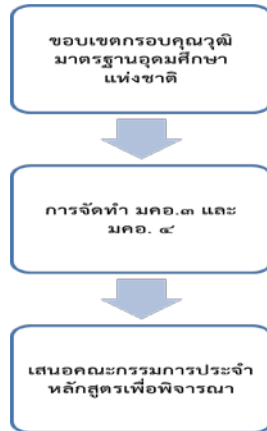 ขอบเขตกรอบคุณวุฒิ
มาตรฐานอุดมศึกษา
แห่งชาติ
การจัดทำ มคอ.๓ และ
มคอ. ๔
เสนอคณะกรรมการประจำ
หลักสูตรเพื่อพิจารณา